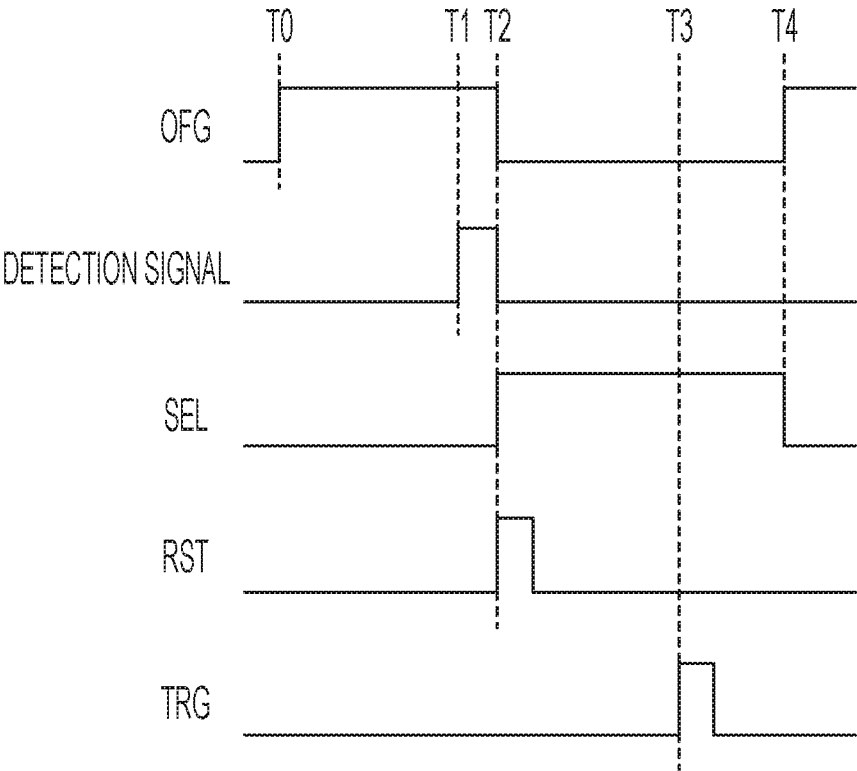 T0 T1 T2 T3 T4
OFG
DETECTION SIGNAL
SEL
RST
TRG